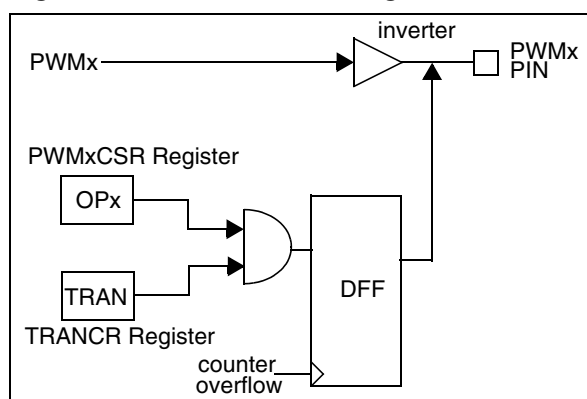 inverter
PWMx
PWMx
PIN
PWMxCSR Register
OPx
TRAN
DFF
TRANCR Register
counter
overflow